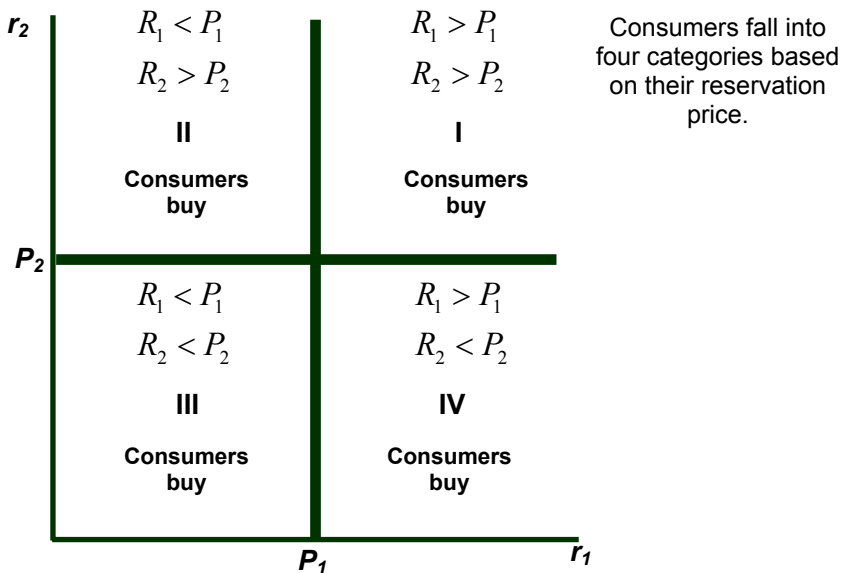 r₂
R₁ < P₁
R₂ > P₂
II
Consumers
buy
R₁ > P₁
R₂ > P₂
I
Consumers
buy
Consumers fall into
four categories based
on their reservation
price.
P₂
R₁ < P₁
R₂ < P₂
III
Consumers
buy
R₁ > P₁
R₂ < P₂
IV
Consumers
buy
P₁
r₁